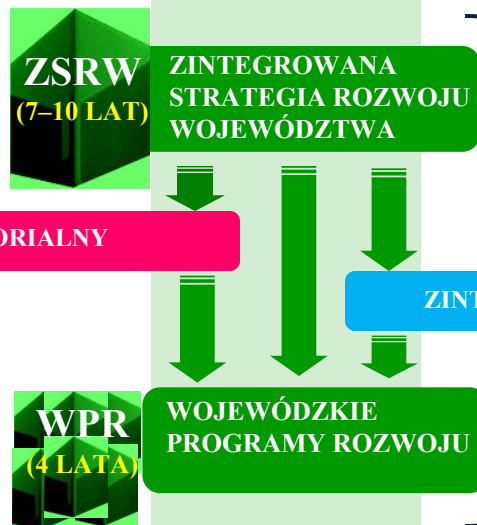 ZSRW
(7–10 LAT)
ZINTEGROWANA
STRATEGIA ROZWOJU
WOJEWÓDZTWA
ORIALNY
ZINT
WPR
(4 LATA)
WOJEWÓDZKIE
PROGRAMY ROZWOJU